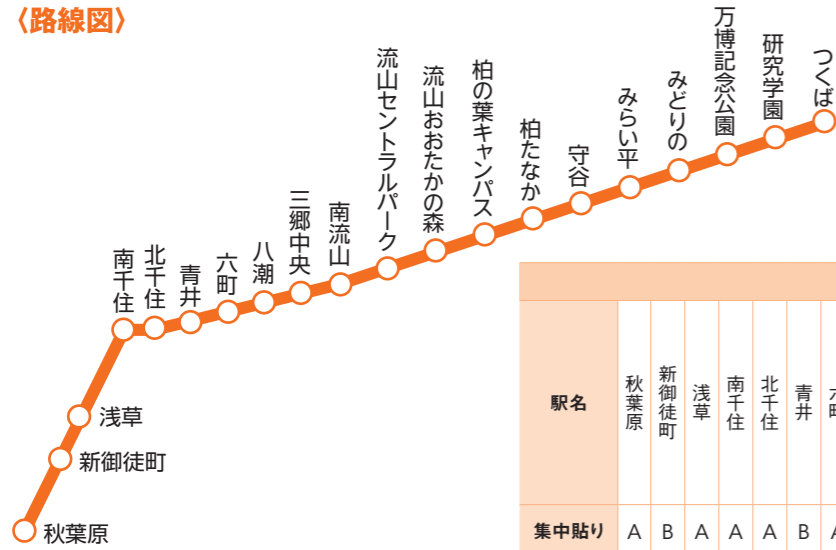 〈路線図〉
秋葉原
新御徒町
浅草
南千住
北千住
青井
六町
八潮
三郷中央
南流山
流山セントラルパーク
流山おおたかの森
柏の葉キャンパス
柏たなか
守谷
みらい平
みどりの
万博記念公園
研究学園
つくば
駅名 秋葉原 新御徒町 浅草 南千住 北千住 青井
集中貼り A B A A A B